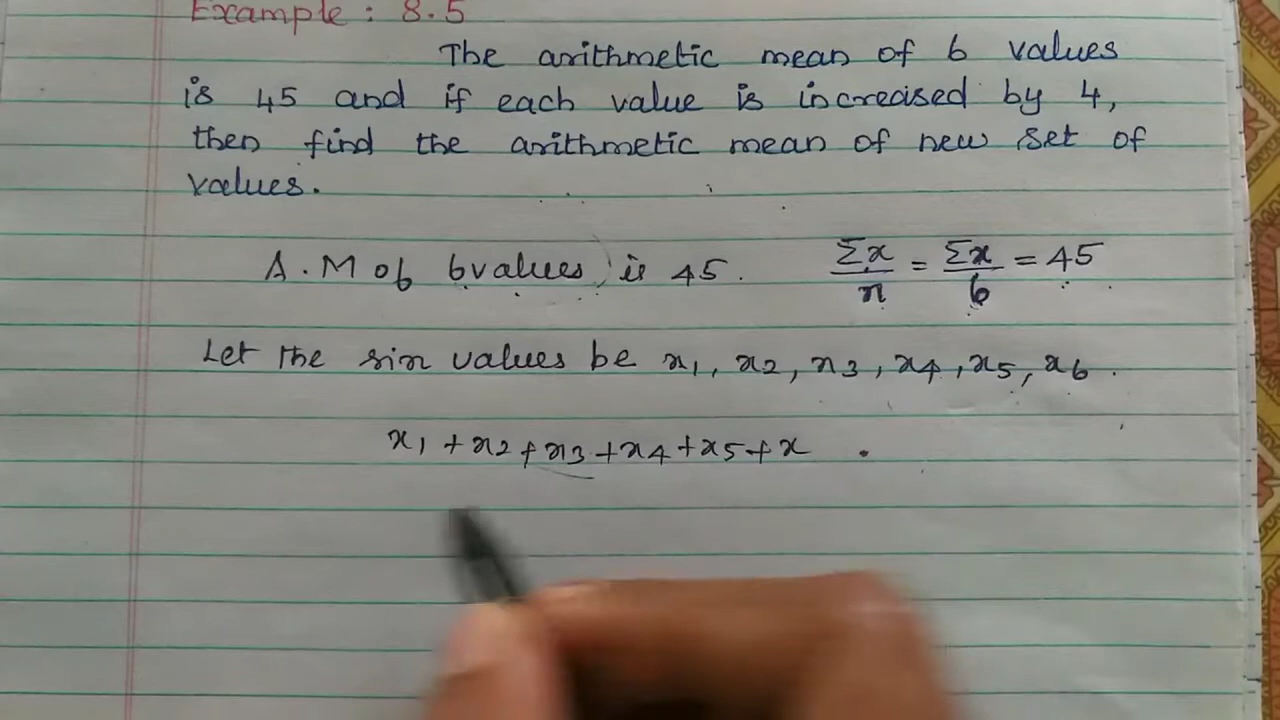 Example : 8.5
The arithmetic mean of 6 values
is 45 and if each value is increased by 4,
then find the arithmetic mean of new set of
values.
A.M of 6 values is 45. Σx/n = Σx/6 = 45
Let the six values be x1, x2, x3, x4, x5, x6.
x1 + x2 + x3 + x4 + x5 + x